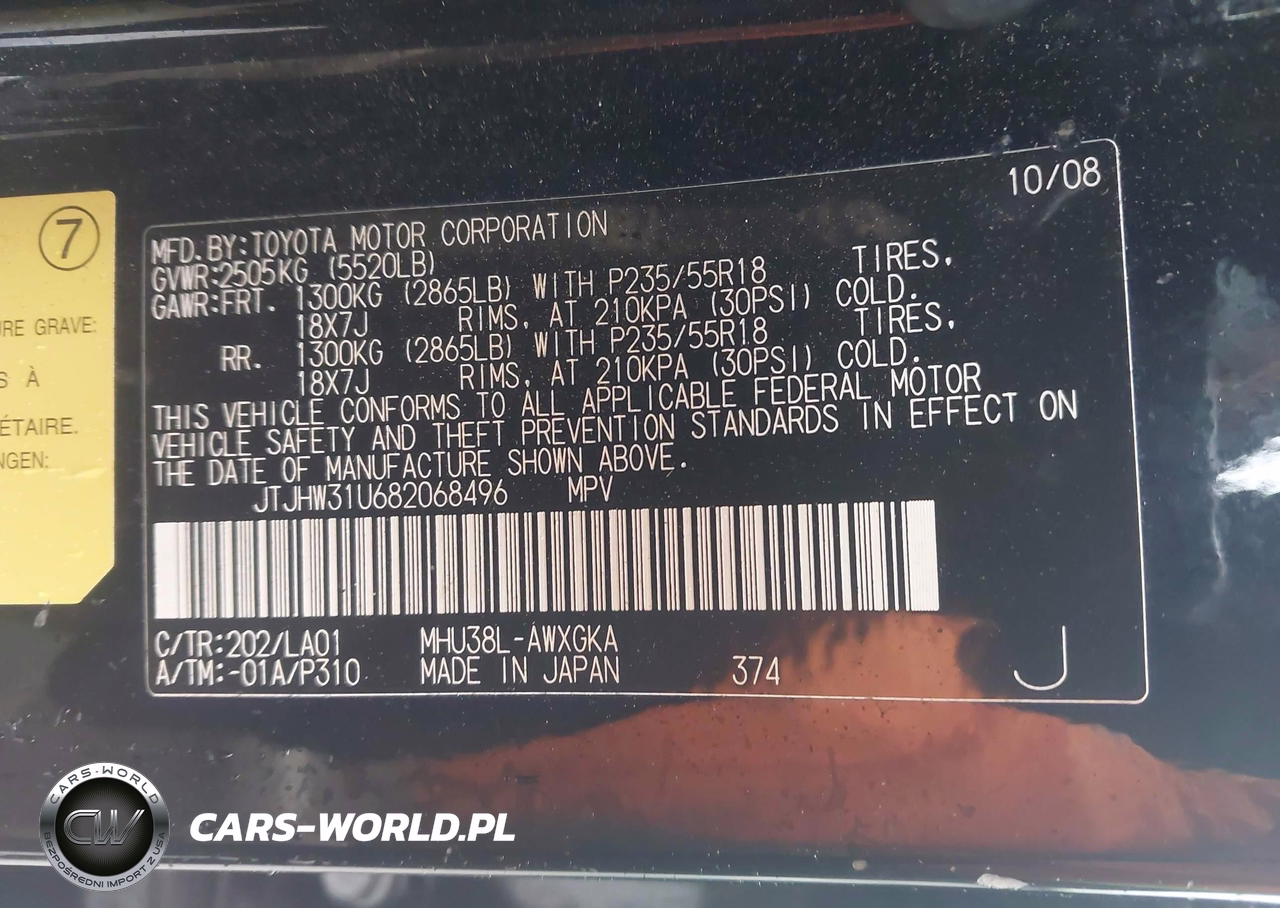 7
URE GRAVE:
S À
ÉTAIRE.
NGEN:
10/08
MFD. BY: TOYOTA MOTOR CORPORATION
GVWR:2505KG (5520LB)
GAWR:FRT. 1300KG (2865LB) WITH P235/55R18 TIRES,
18X7J RIMS, AT 210KPA (30PSI) COLD.
RR. 1300KG (2865LB) WITH P235/55R18 TIRES,
18X7J RIMS, AT 210KPA (30PSI) COLD.
THIS VEHICLE CONFORMS TO ALL APPLICABLE FEDERAL MOTOR
VEHICLE SAFETY AND THEFT PREVENTION STANDARDS IN EFFECT ON
THE DATE OF MANUFACTURE SHOWN ABOVE.
JTJHW31U682068496 MPV
C/TR:202/LA01 MHU38L-AWXGKA
A/TM:-01A/P310 MADE IN JAPAN 374 J
CARS-WORLD
CW
BEZPOŚREDNI IMPORT Z USA
CARS-WORLD.PL